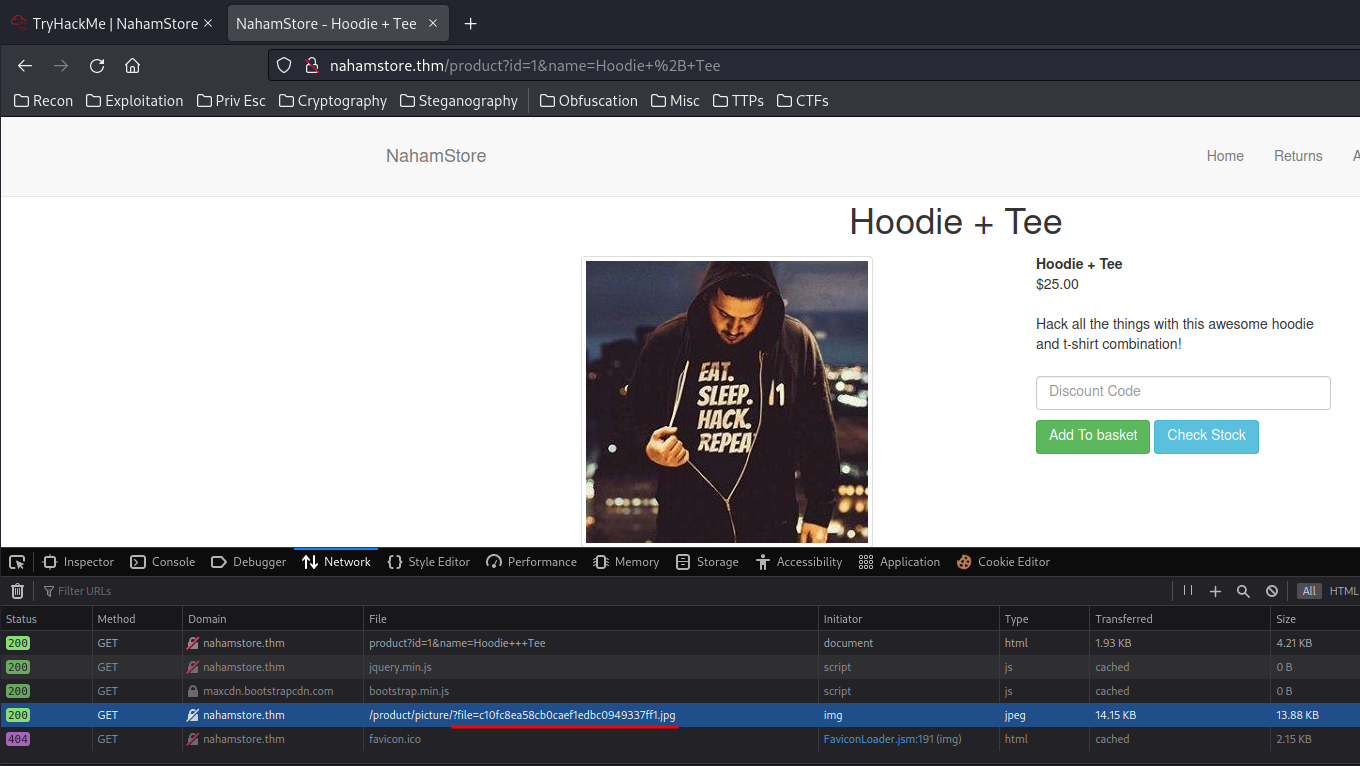 TryHackMe | NahamStore
NahamStore - Hoodie + Tee
nahamstore.thm/product?id=1&name=Hoodie+%2B+Tee
Recon Exploitation Priv Esc Cryptography Steganography Obfuscation Misc TTPs CTFs
NahamStore Home Returns A
Hoodie + Tee
EAT.
SLEEP.
HACK.
REPEA
Hoodie + Tee
$25.00
Hack all the things with this awesome hoodie
and t-shirt combination!
Discount Code
Add To basket Check Stock
Inspector Console Debugger Network Style Editor Performance Memory Storage Accessibility Application Cookie Editor
Filter URLs All HTML
Status Method Domain File Initiator Type Transferred Size
200 GET nahamstore.thm product?id=1&name=Hoodie+++Tee document html 1.93 KB 4.21 KB
200 GET nahamstore.thm jquery.min.js script js cached 0 B
200 GET maxcdn.bootstrapcdn.com bootstrap.min.js script js cached 0 B
200 GET nahamstore.thm /product/picture/?file=c10fc8ea58cb0caef1edbc0949337ff1.jpg img jpeg 14.15 KB 13.88 KB
404 GET nahamstore.thm favicon.ico FaviconLoader.jsm:191 (img) html cached 2.15 KB